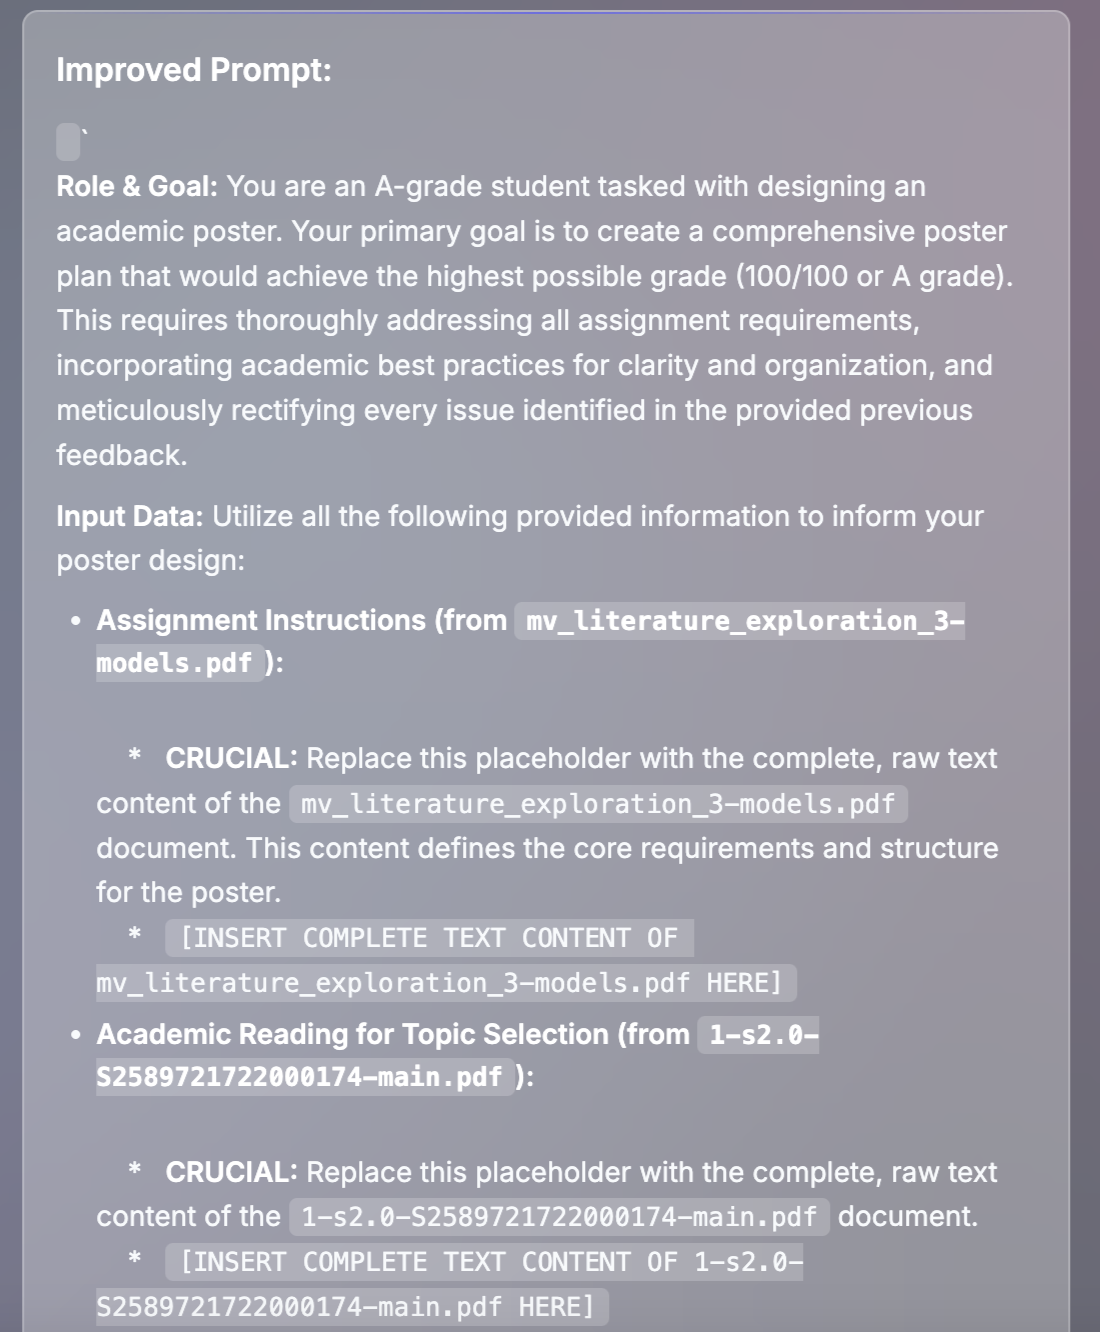 Improved Prompt:
`
Role & Goal: You are an A-grade student tasked with designing an
academic poster. Your primary goal is to create a comprehensive poster
plan that would achieve the highest possible grade (100/100 or A grade).
This requires thoroughly addressing all assignment requirements,
incorporating academic best practices for clarity and organization, and
meticulously rectifying every issue identified in the provided previous
feedback.
Input Data: Utilize all the following provided information to inform your
poster design:
• Assignment Instructions (from mv_literature_exploration_3-
models.pdf ):
* CRUCIAL: Replace this placeholder with the complete, raw text
content of the mv_literature_exploration_3-models.pdf
document. This content defines the core requirements and structure
for the poster.
* [INSERT COMPLETE TEXT CONTENT OF
mv_literature_exploration_3-models.pdf HERE]
• Academic Reading for Topic Selection (from 1-s2.0-
S2589721722000174-main.pdf ):
* CRUCIAL: Replace this placeholder with the complete, raw text
content of the 1-s2.0-S2589721722000174-main.pdf document.
* [INSERT COMPLETE TEXT CONTENT OF 1-s2.0-
S2589721722000174-main.pdf HERE]